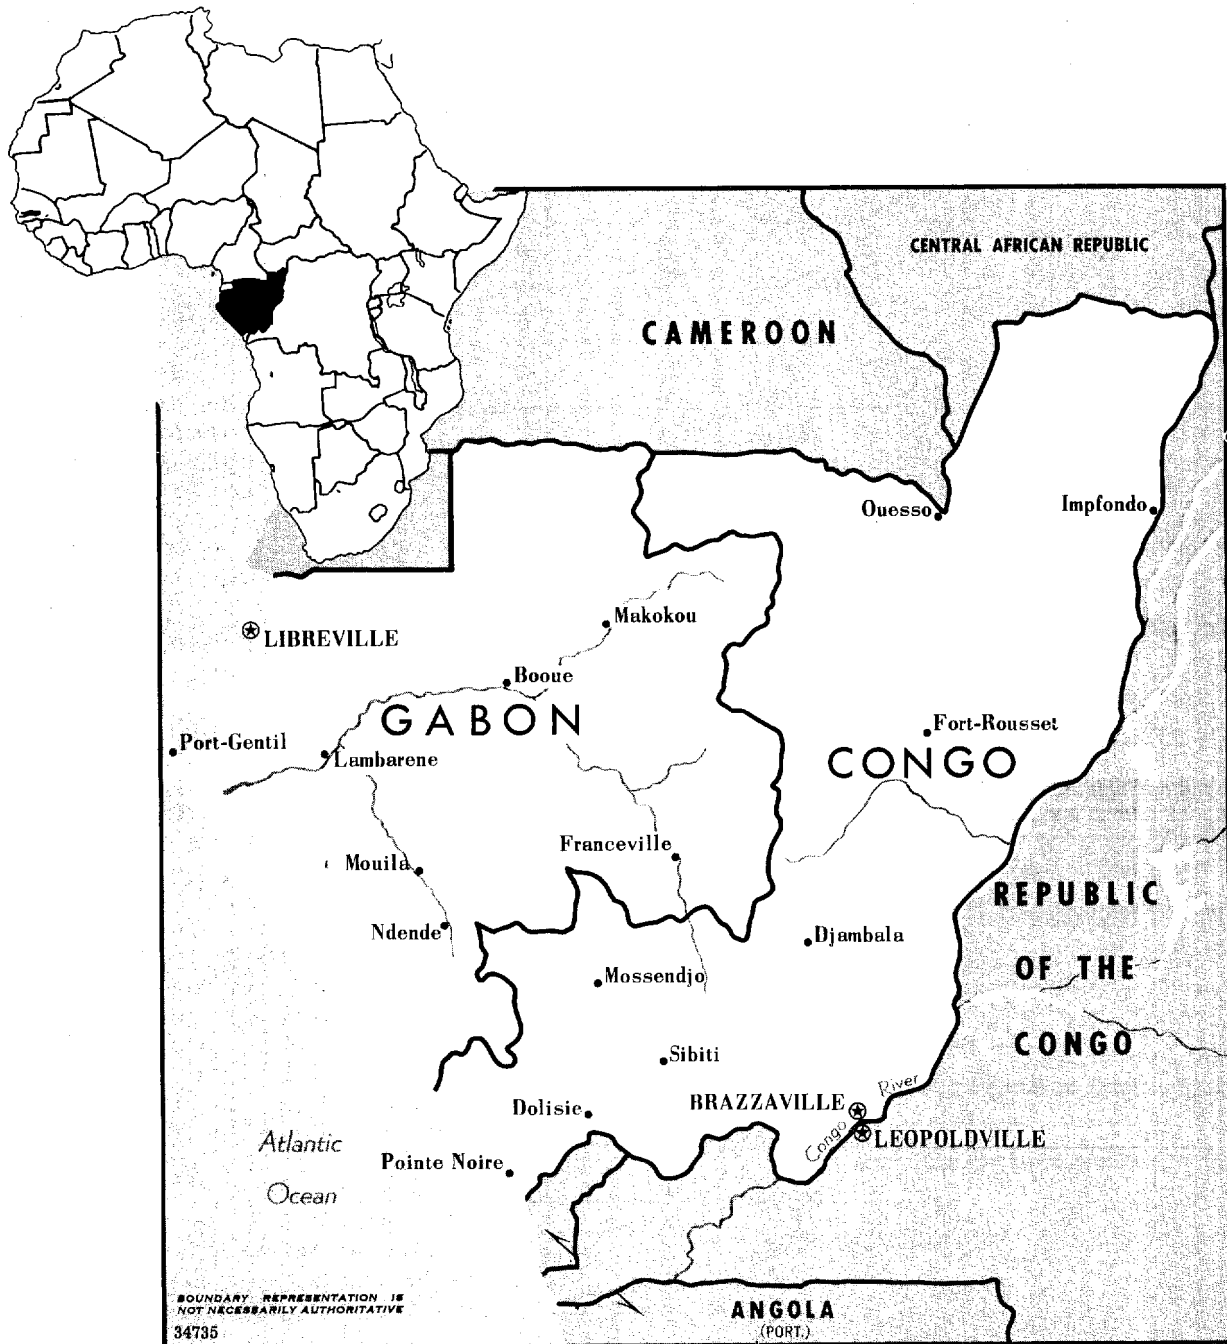 CENTRAL AFRICAN REPUBLIC
CAMEROON
Ouesso
Impfondo
Makokou
LIBREVILLE
Booue
GABON
Fort-Rousset
Port-Gentil
Lambarene
CONGO
Franceville
Mouila
REPUBLIC
Ndende
Djambala
OF THE
Mossendjo
CONGO
Sibiti
River
BRAZZAVILLE
Dolisie
Congo
LEOPOLDVILLE
Atlantic
Ocean
Pointe Noire
BOUNDARY REPRESENTATION IS
NOT NECESSARILY AUTHORITATIVE
34735
ANGOLA
(PORT.)